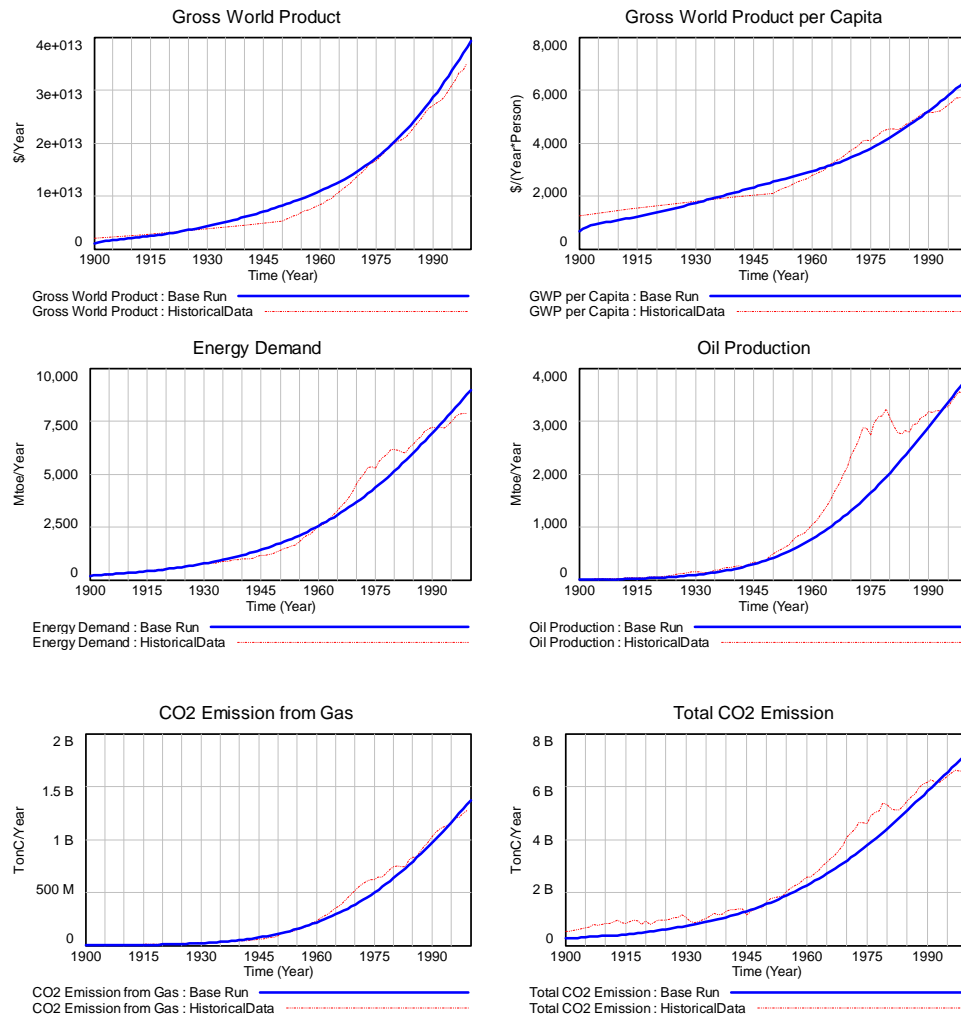 Gross World Product
4e+013
3e+013
2e+013
1e+013
0
$/Year
1900 1915 1930 1945 1960 1975 1990
Time (Year)
Gross World Product : Base Run
Gross World Product : HistoricalData
Gross World Product per Capita
8,000
6,000
4,000
2,000
0
$/(Year*Person)
1900 1915 1930 1945 1960 1975 1990
Time (Year)
GWP per Capita : Base Run
GWP per Capita : HistoricalData
Energy Demand
10,000
7,500
5,000
2,500
0
Mtoe/Year
1900 1915 1930 1945 1960 1975 1990
Time (Year)
Energy Demand : Base Run
Energy Demand : HistoricalData
Oil Production
4,000
3,000
2,000
1,000
0
Mtoe/Year
1900 1915 1930 1945 1960 1975 1990
Time (Year)
Oil Production : Base Run
Oil Production : HistoricalData
CO2 Emission from Gas
2 B
1.5 B
1 B
500 M
0
TonC/Year
1900 1915 1930 1945 1960 1975 1990
Time (Year)
CO2 Emission from Gas : Base Run
CO2 Emission from Gas : HistoricalData
Total CO2 Emission
8 B
6 B
4 B
2 B
0
TonC/Year
1900 1915 1930 1945 1960 1975 1990
Time (Year)
Total CO2 Emission : Base Run
Total CO2 Emission : HistoricalData